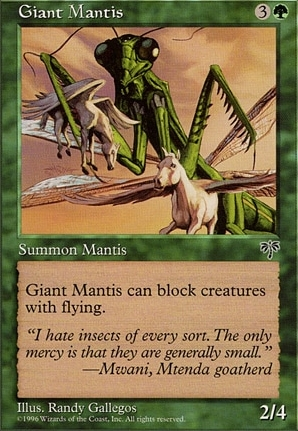 Giant Mantis 3
Summon Mantis
Giant Mantis can block creatures
with flying.
“I hate insects of every sort. The only
mercy is that they are generally small.”
—Mwani, Mtenda goatherd
Illus. Randy Gallegos
©1996 Wizards of the Coast, Inc. All rights reserved.
2/4